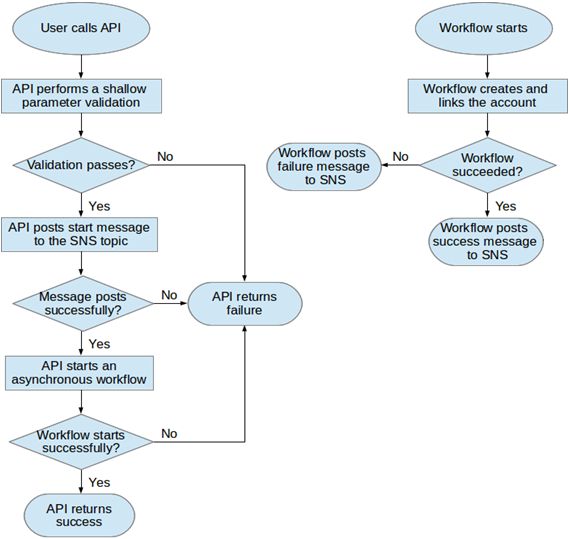 User calls API
API performs a shallow
parameter validation
Validation passes?
No
Yes
API posts start message
to the SNS topic
Message posts
successfully?
No
API returns
failure
Yes
API starts an
asynchronous workflow
Workflow starts
successfully?
No
Yes
API returns
success
Workflow starts
Workflow creates and
links the account
Workflow
succeeded?
No
Workflow posts
failure message
to SNS
Yes
Workflow posts
success message
to SNS